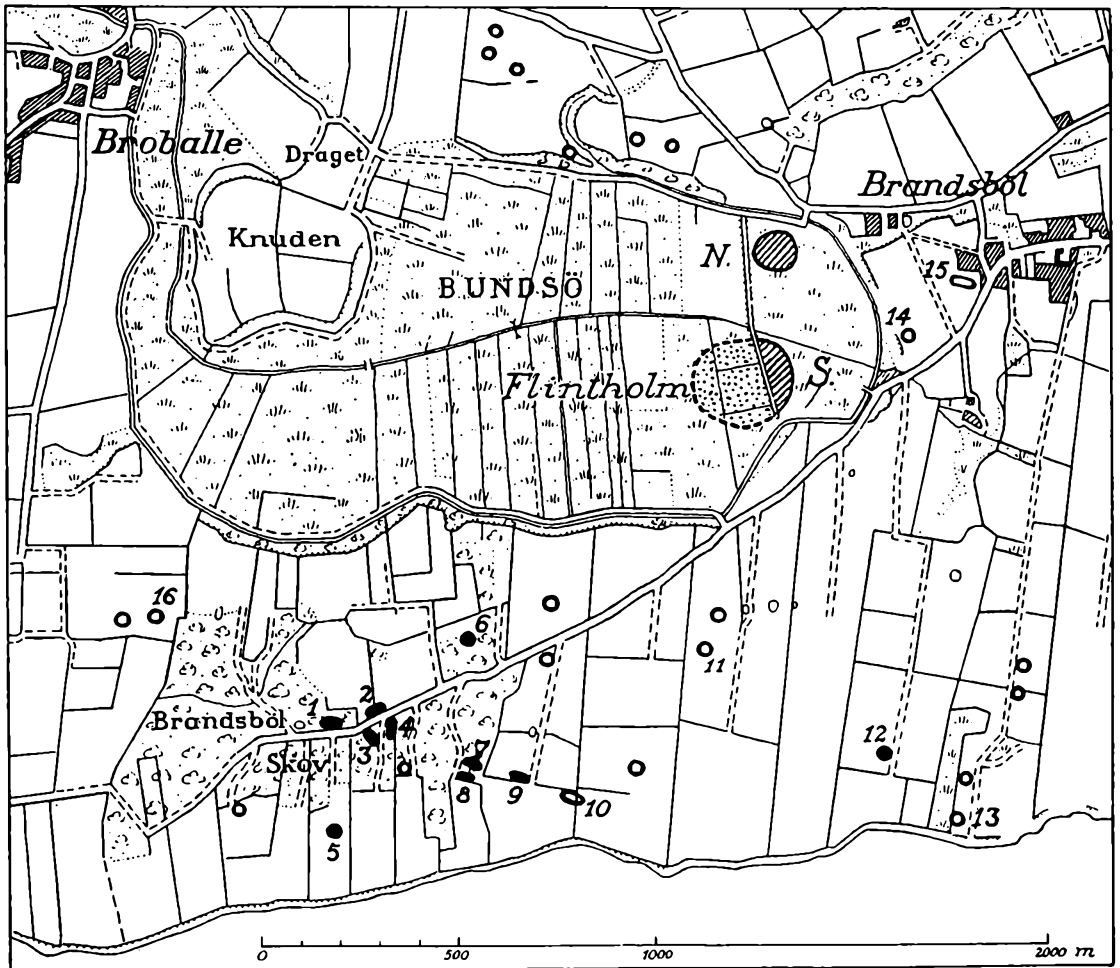 Broballe
Draget
Brandsböl
Knuden
N.
15
BUNDSÖ
14
Flintholm
S.
16
6
11
2
1
Brandsböl
4
3
12
Skov
7
8
9
10
13
5
0
500
1000
2000 m